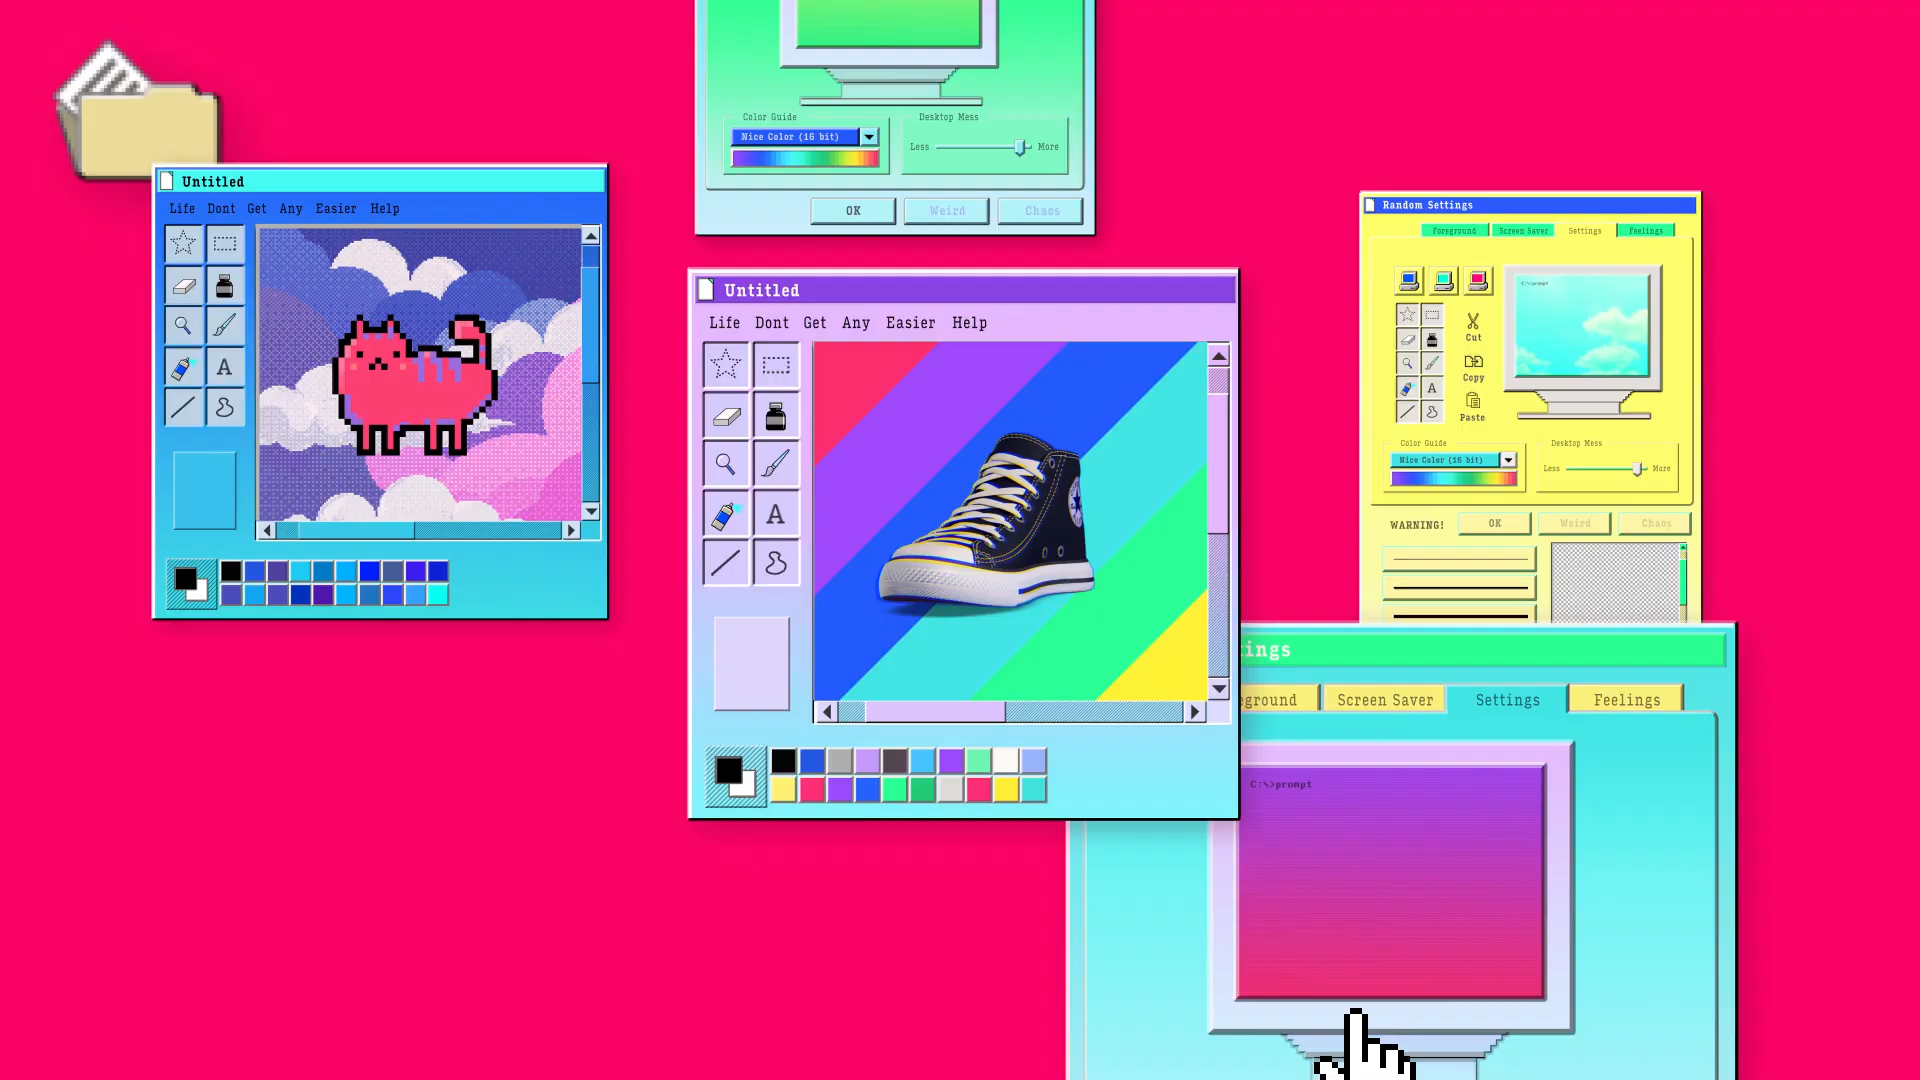 Color Guide
Nice Color (16 bit)
Desktop Mess
Less
More
OK
Weird
Chaos
Untitled
Life Dont Get Any Easier Help
A
Untitled
Life Dont Get Any Easier Help
A
Random Settings
Foreground
Screen Saver
Settings
Feelings
C:\>prompt
Cut
Copy
Paste
A
Color Guide
Nice Color (16 bit)
Desktop Mess
Less
More
WARNING!
OK
Weird
Chaos
ings
ground
Screen Saver
Settings
Feelings
C:\>prompt